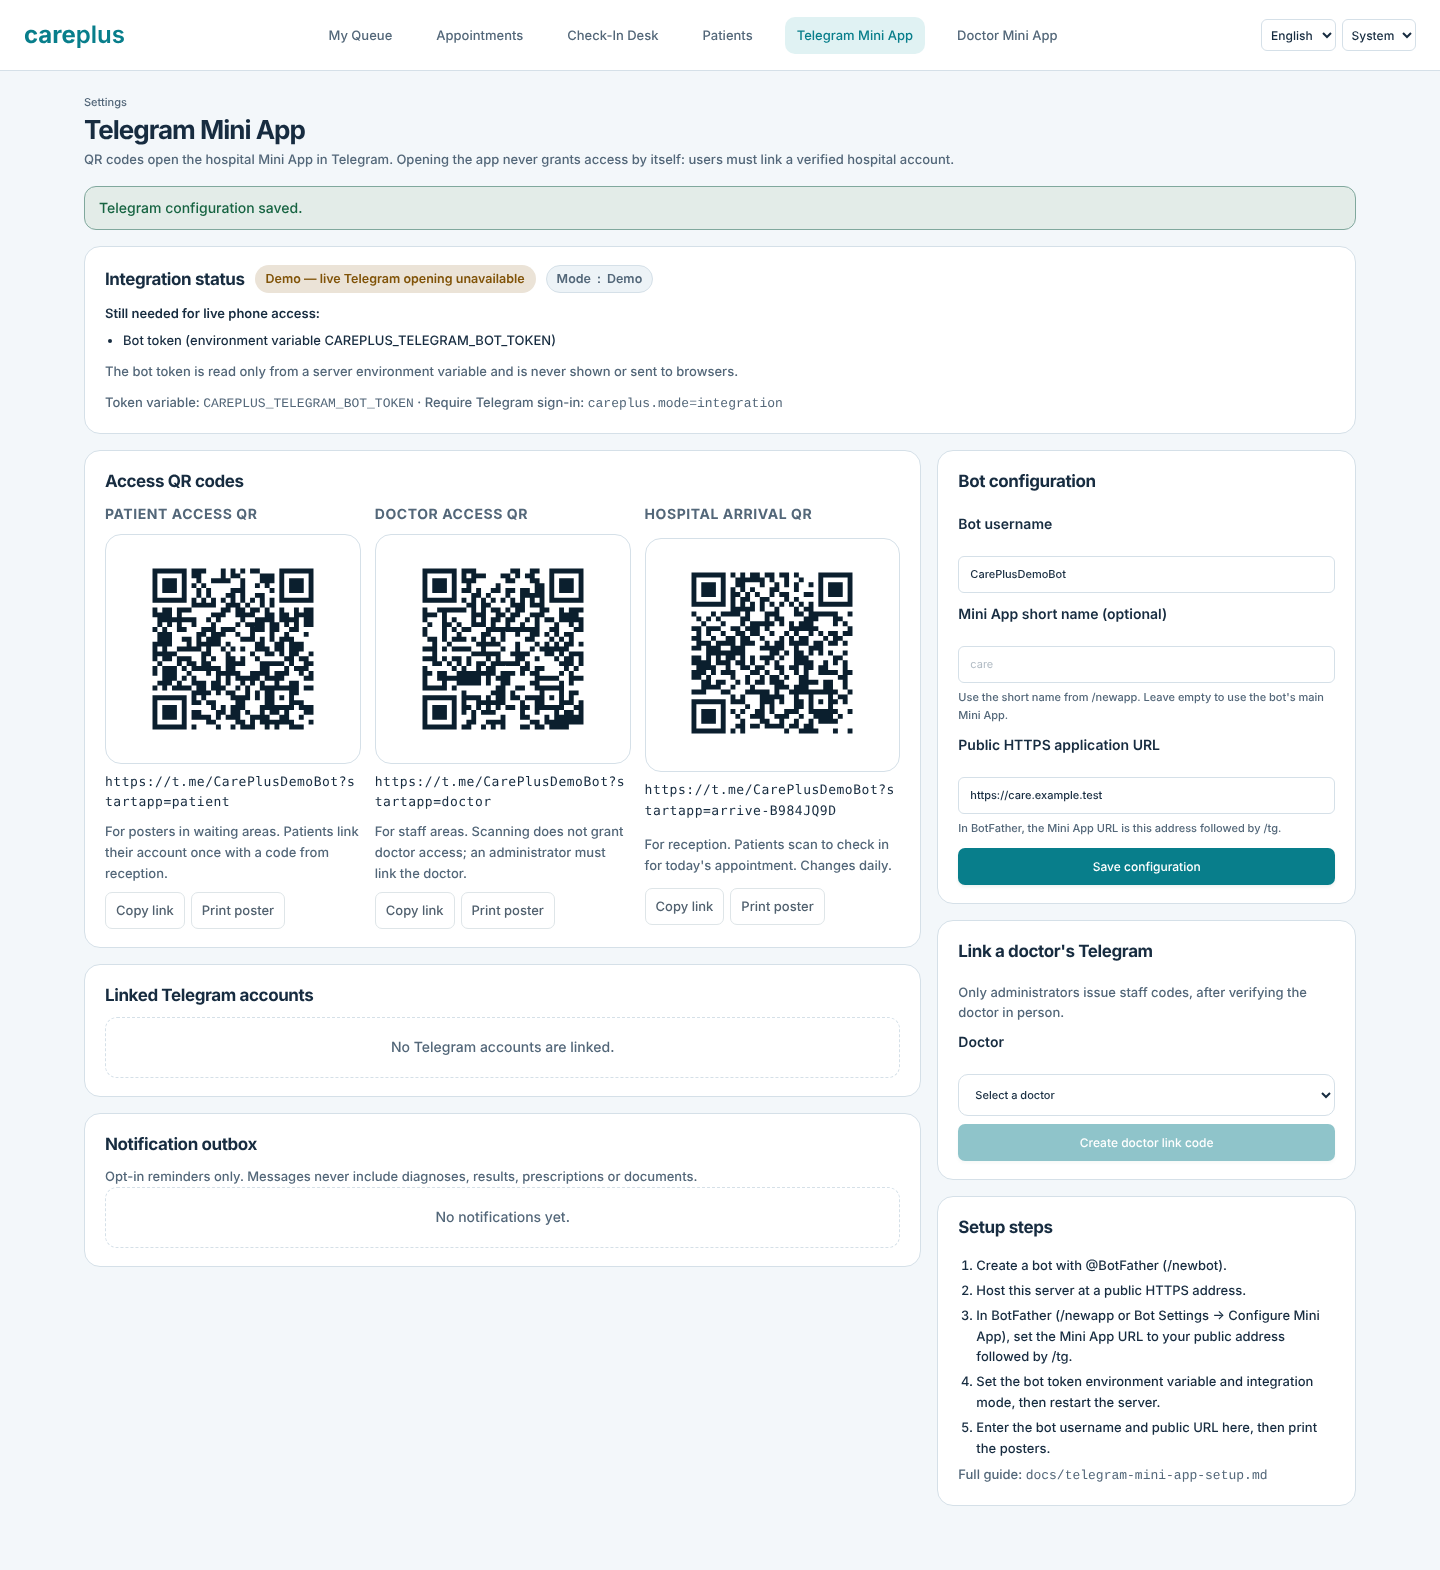 careplus
My Queue
Appointments
Check-In Desk
Patients
Telegram Mini App
Doctor Mini App
English
System
Settings
Telegram Mini App
QR codes open the hospital Mini App in Telegram. Opening the app never grants access by itself: users must link a verified hospital account.
Telegram configuration saved.
Integration status
Demo — live Telegram opening unavailable
Mode : Demo
Still needed for live phone access:
• Bot token (environment variable CAREPLUS_TELEGRAM_BOT_TOKEN)
The bot token is read only from a server environment variable and is never shown or sent to browsers.
Token variable: CAREPLUS_TELEGRAM_BOT_TOKEN · Require Telegram sign-in: careplus.mode=integration
Access QR codes
PATIENT ACCESS QR
https://t.me/CarePlusDemoBot?s
tartapp=patient
For posters in waiting areas. Patients link
their account once with a code from
reception.
Copy link
Print poster
DOCTOR ACCESS QR
https://t.me/CarePlusDemoBot?s
tartapp=doctor
For staff areas. Scanning does not grant
doctor access; an administrator must
link the doctor.
Copy link
Print poster
HOSPITAL ARRIVAL QR
https://t.me/CarePlusDemoBot?s
tartapp=arrive-B984JQ9D
For reception. Patients scan to check in
for today's appointment. Changes daily.
Copy link
Print poster
Linked Telegram accounts
No Telegram accounts are linked.
Notification outbox
Opt-in reminders only. Messages never include diagnoses, results, prescriptions or documents.
No notifications yet.
Bot configuration
Bot username
CarePlusDemoBot
Mini App short name (optional)
care
Use the short name from /newapp. Leave empty to use the bot's main
Mini App.
Public HTTPS application URL
https://care.example.test
In BotFather, the Mini App URL is this address followed by /tg.
Save configuration
Link a doctor's Telegram
Only administrators issue staff codes, after verifying the
doctor in person.
Doctor
Select a doctor
Create doctor link code
Setup steps
1. Create a bot with @BotFather (/newbot).
2. Host this server at a public HTTPS address.
3. In BotFather (/newapp or Bot Settings → Configure Mini
App), set the Mini App URL to your public address
followed by /tg.
4. Set the bot token environment variable and integration
mode, then restart the server.
5. Enter the bot username and public URL here, then print
the posters.
Full guide: docs/telegram-mini-app-setup.md